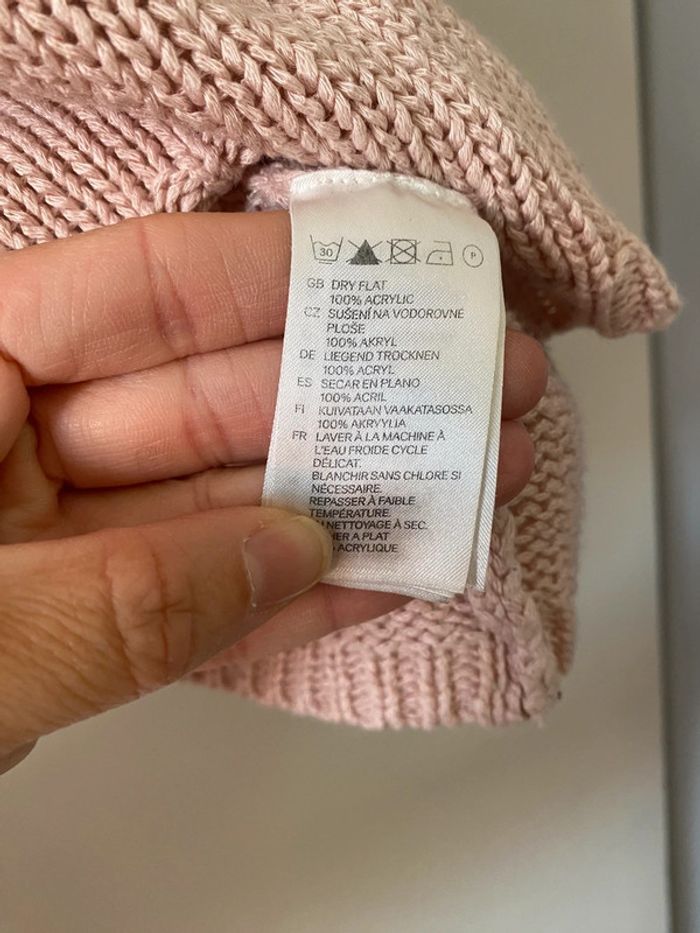 30 P
GB DRY FLAT
100% ACRYLIC
CZ SUŠENÍ NA VODOROVNÉ
PLOŠE
100% AKRYL
DE LIEGEND TROCKNEN
100% ACRYL
ES SECAR EN PLANO
100% ACRIL
FI KUIVATAAN VAAKATASOSSA
100% AKRYYLIA
FR LAVER À LA MACHINE À
L'EAU FROIDE CYCLE
DÉLICAT.
BLANCHIR SANS CHLORE SI
NÉCESSAIRE.
REPASSER À FAIBLE
TEMPÉRATURE.
NETTOYAGE À SEC.
A PLAT
ACRYLIQUE